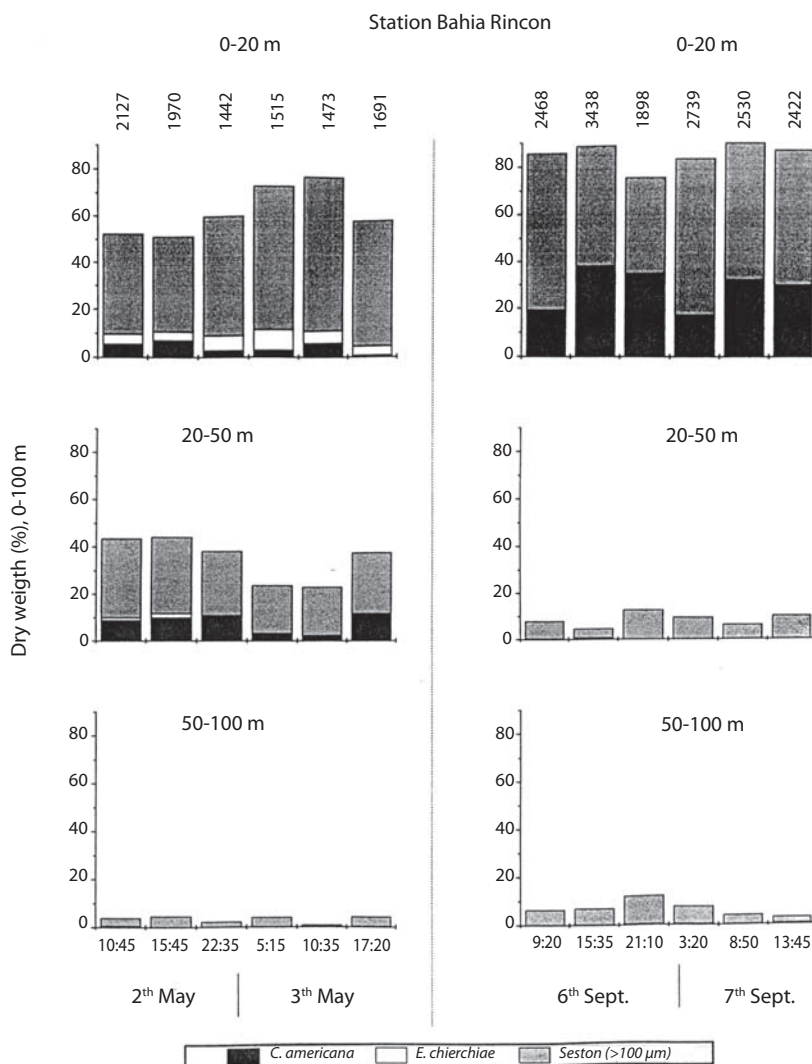 Station Bahia Rincon
0-20 m
0-20 m
2127 1970 1442 1515 1473 1691
2468 3438 1898 2739 2530 2422
80
60
40
20
0
80
60
40
20
0
Dry weigth (%), 0-100 m
20-50 m
20-50 m
80
60
40
20
0
80
60
40
20
0
50-100 m
50-100 m
80
60
40
20
0
80
60
40
20
0
10:45 15:45 22:35 5:15 10:35 17:20
9:20 15:35 21:10 3:20 8:50 13:45
2th May 3th May
6th Sept. 7th Sept.
C. americana E. chierchiae Seston (>100 µm)